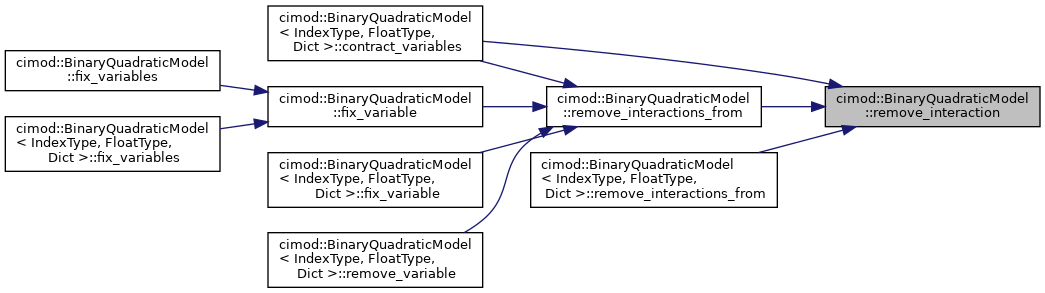 cimod::BinaryQuadraticModel
::fix_variables
cimod::BinaryQuadraticModel
< IndexType, FloatType,
Dict >::fix_variables
cimod::BinaryQuadraticModel
< IndexType, FloatType,
Dict >::contract_variables
cimod::BinaryQuadraticModel
::fix_variable
cimod::BinaryQuadraticModel
< IndexType, FloatType,
Dict >::fix_variable
cimod::BinaryQuadraticModel
< IndexType, FloatType,
Dict >::remove_variable
cimod::BinaryQuadraticModel
::remove_interactions_from
cimod::BinaryQuadraticModel
< IndexType, FloatType,
Dict >::remove_interactions_from
cimod::BinaryQuadraticModel
::remove_interaction